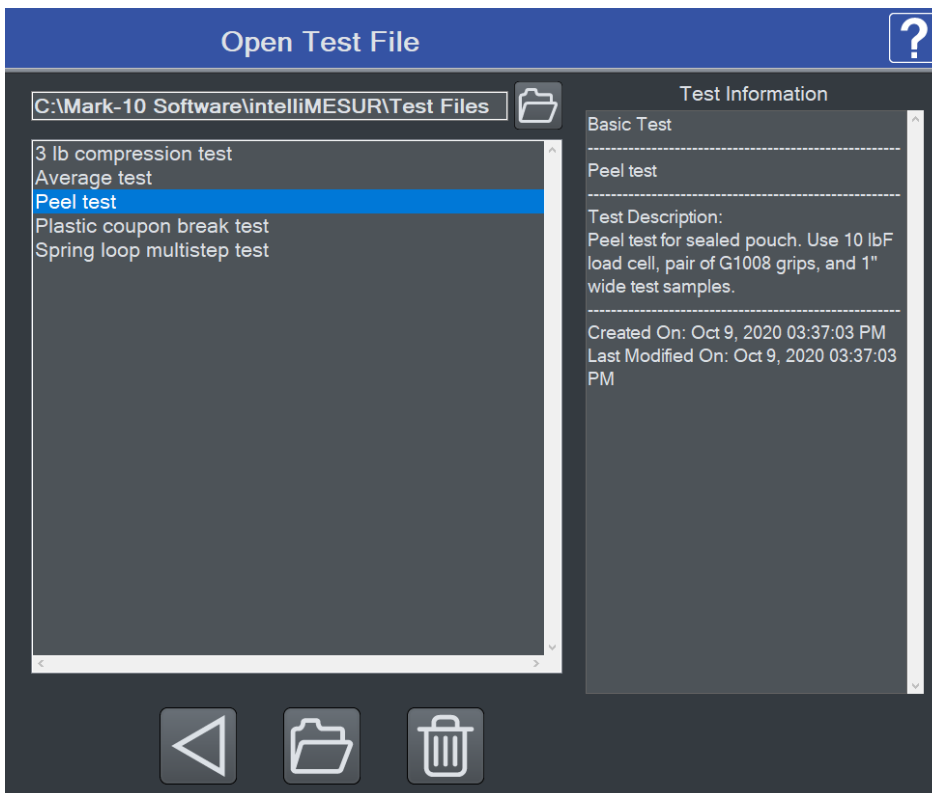 Open Test File
?
C:\Mark-10 Software\intelliMESUR\Test Files
3 lb compression test
Average test
Peel test
Plastic coupon break test
Spring loop multistep test
Test Information
Basic Test
--------------------------------------------------------
Peel test
--------------------------------------------------------
Test Description:
Peel test for sealed pouch. Use 10 lbF
load cell, pair of G1008 grips, and 1"
wide test samples.
--------------------------------------------------------
Created On: Oct 9, 2020 03:37:03 PM
Last Modified On: Oct 9, 2020 03:37:03
PM